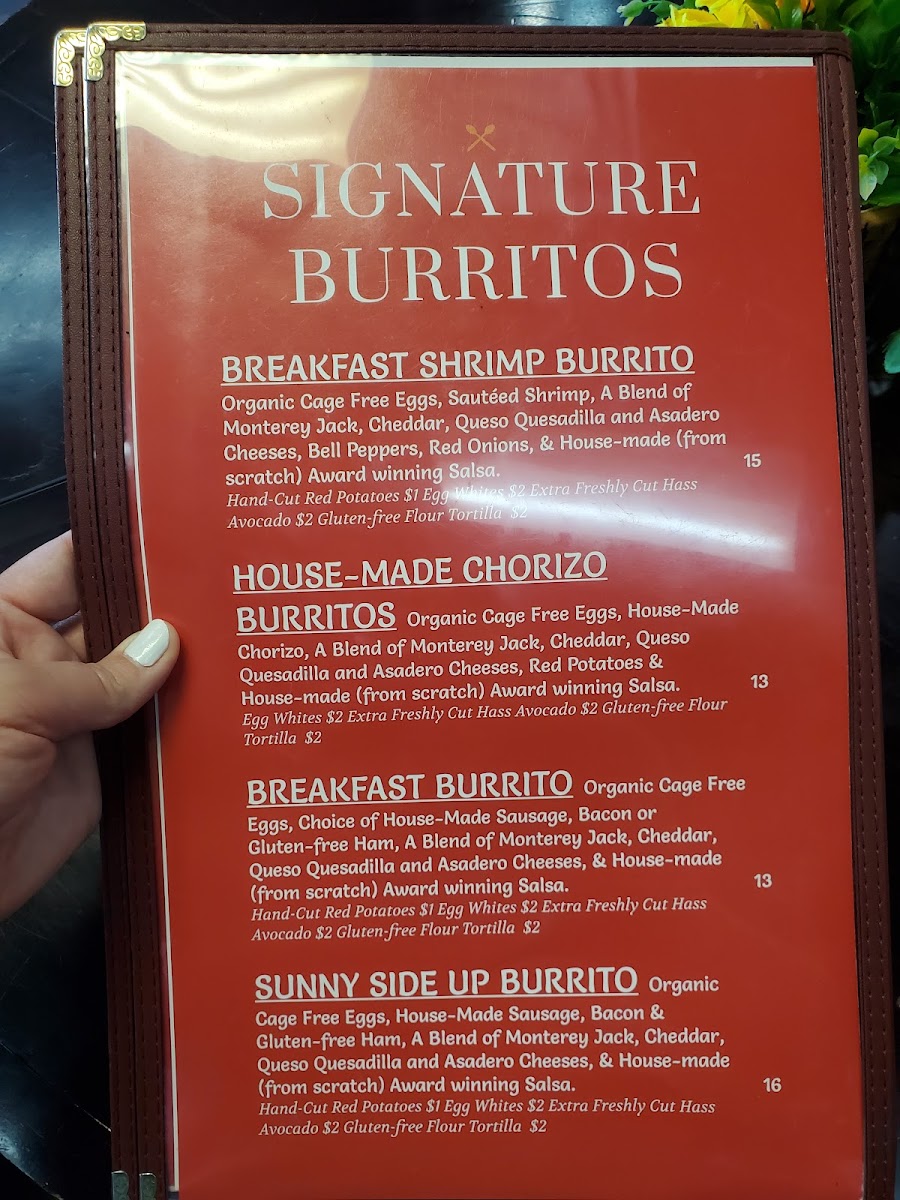 SIGNATURE
BURRITOS
BREAKFAST SHRIMP BURRITO
Organic Cage Free Eggs, Sautéed Shrimp, A Blend of
Monterey Jack, Cheddar, Queso Quesadilla and Asadero
Cheeses, Bell Peppers, Red Onions, & House-made (from
scratch) Award winning Salsa. 15
Hand-Cut Red Potatoes $1 Egg Whites $2 Extra Freshly Cut Hass
Avocado $2 Gluten-free Flour Tortilla $2
HOUSE-MADE CHORIZO
BURRITOS Organic Cage Free Eggs, House-Made
Chorizo, A Blend of Monterey Jack, Cheddar, Queso
Quesadilla and Asadero Cheeses, Red Potatoes &
House-made (from scratch) Award winning Salsa. 13
Egg Whites $2 Extra Freshly Cut Hass Avocado $2 Gluten-free Flour
Tortilla $2
BREAKFAST BURRITO Organic Cage Free
Eggs, Choice of House-Made Sausage, Bacon or
Gluten-free Ham, A Blend of Monterey Jack, Cheddar,
Queso Quesadilla and Asadero Cheeses, & House-made
(from scratch) Award winning Salsa. 13
Hand-Cut Red Potatoes $1 Egg Whites $2 Extra Freshly Cut Hass
Avocado $2 Gluten-free Flour Tortilla $2
SUNNY SIDE UP BURRITO Organic
Cage Free Eggs, House-Made Sausage, Bacon &
Gluten-free Ham, A Blend of Monterey Jack, Cheddar,
Queso Quesadilla and Asadero Cheeses, & House-made
(from scratch) Award winning Salsa. 16
Hand-Cut Red Potatoes $1 Egg Whites $2 Extra Freshly Cut Hass
Avocado $2 Gluten-free Flour Tortilla $2